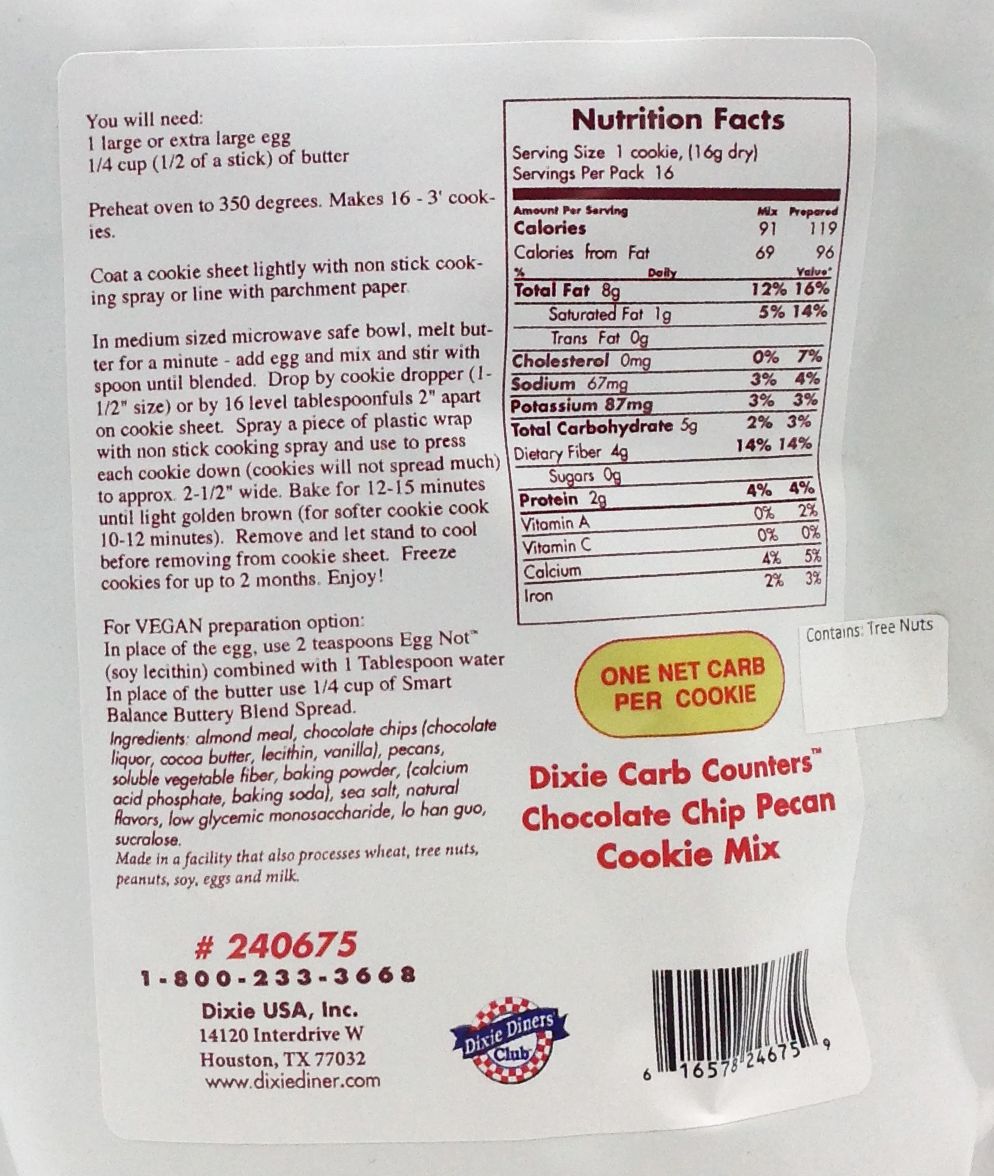 You will need:
1 large or extra large egg
1/4 cup (1/2 of a stick) of butter
Preheat oven to 350 degrees. Makes 16 - 3' cook-
ies.
Coat a cookie sheet lightly with non stick cook-
ing spray or line with parchment paper.
In medium sized microwave safe bowl, melt but-
ter for a minute - add egg and mix and stir with
spoon until blended. Drop by cookie dropper (1-
1/2" size) or by 16 level tablespoonfuls 2" apart
on cookie sheet. Spray a piece of plastic wrap
with non stick cooking spray and use to press
each cookie down (cookies will not spread much)
to approx. 2-1/2" wide. Bake for 12-15 minutes
until light golden brown (for softer cookie cook
10-12 minutes). Remove and let stand to cool
before removing from cookie sheet. Freeze
cookies for up to 2 months. Enjoy!
For VEGAN preparation option:
In place of the egg, use 2 teaspoons Egg Not™
(soy lecithin) combined with 1 Tablespoon water
In place of the butter use 1/4 cup of Smart
Balance Buttery Blend Spread.
Ingredients: almond meal, chocolate chips (chocolate
liquor, cocoa butter, lecithin, vanilla), pecans,
soluble vegetable fiber, baking powder, (calcium
acid phosphate, baking soda), sea salt, natural
flavors, low glycemic monosaccharide, lo han guo,
sucralose.
Made in a facility that also processes wheat, tree nuts,
peanuts, soy, eggs and milk.
# 240675
1-800-233-3668
Dixie USA, Inc.
14120 Interdrive W
Houston, TX 77032
www.dixiediner.com
Nutrition Facts
Serving Size 1 cookie, (16g dry)
Servings Per Pack 16
Amount Per Serving Mix Prepared
Calories 91 119
Calories from Fat 69 96
% Daily Value*
Total Fat 8g 12% 16%
Saturated Fat 1g 5% 14%
Trans Fat 0g
Cholesterol 0mg 0% 7%
Sodium 67mg 3% 4%
Potassium 87mg 3% 3%
Total Carbohydrate 5g 2% 3%
Dietary Fiber 4g 14% 14%
Sugars 0g
Protein 2g 4% 4%
Vitamin A 0% 2%
Vitamin C 0% 0%
Calcium 4% 5%
Iron 2% 3%
Contains: Tree Nuts
ONE NET CARB
PER COOKIE
Dixie Carb Counters™
Chocolate Chip Pecan
Cookie Mix
Dixie Diners'
Club
6 16578 24675 9